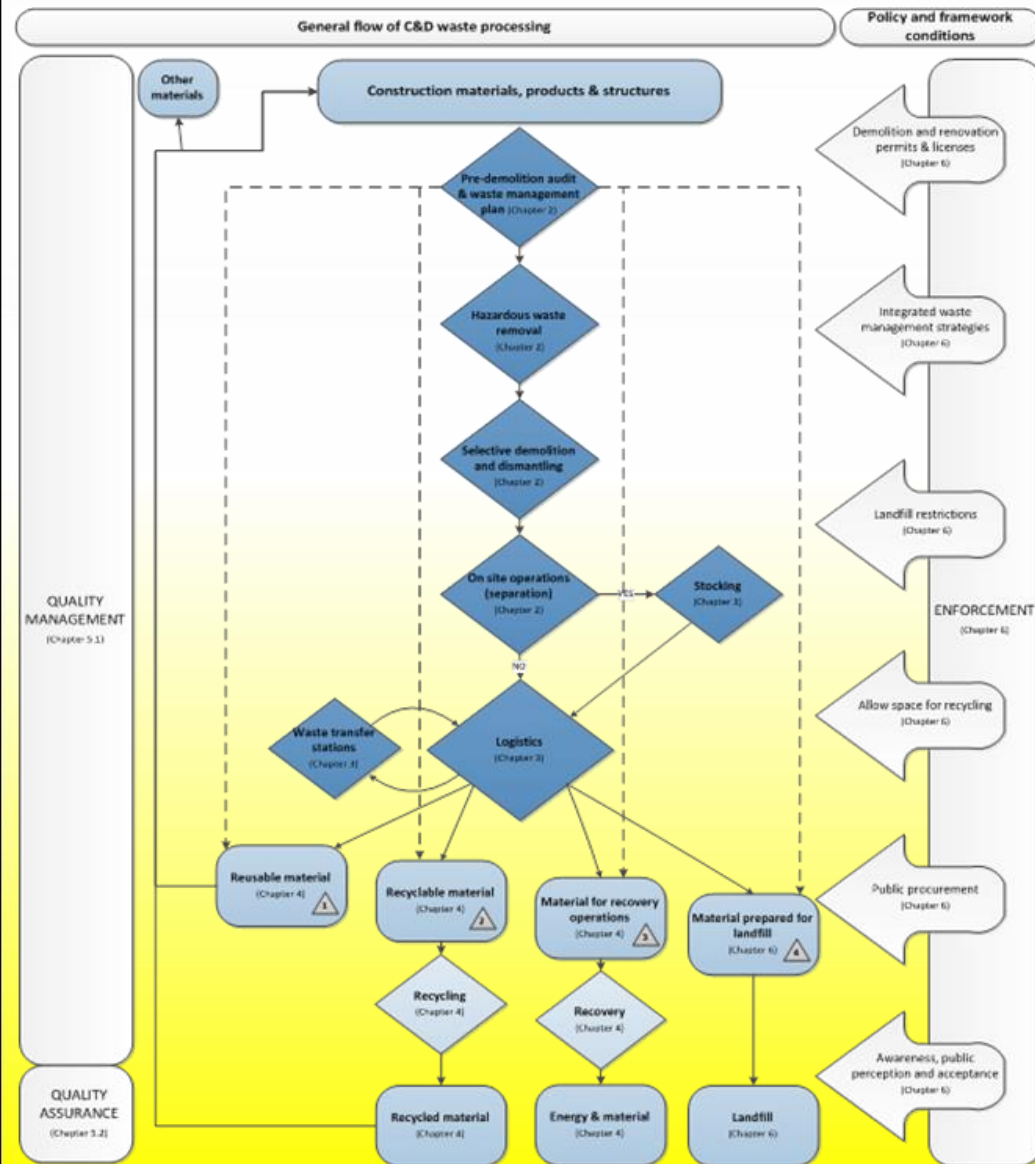 General flow of C&D waste processing
Policy and framework
conditions
Other
materials
Construction materials, products & structures
Demolition and renovation
permits & licenses
(Chapter 6)
Pre-demolition audit
& waste management
plan (Chapter 2)
Hazardous waste
removal
(Chapter 2)
Integrated waste
management strategies
(Chapter 6)
Selective demolition
and dismantling
(Chapter 2)
Landfill restrictions
(Chapter 6)
On site operations
(separation)
(Chapter 2)
YES
Stocking
(Chapter 3)
QUALITY
MANAGEMENT
(Chapter 5.1)
ENFORCEMENT
(Chapter 6)
NO
Allow space for recycling
(Chapter 6)
Waste transfer
stations
(Chapter 3)
Logistics
(Chapter 3)
Reusable material
(Chapter 4)
1
Recyclable material
(Chapter 4)
2
Material for recovery
operations
(Chapter 4)
3
Material prepared for
landfill
(Chapter 6)
4
Public procurement
(Chapter 6)
Recycling
(Chapter 4)
Recovery
(Chapter 4)
Awareness, public
perception and acceptance
(Chapter 6)
QUALITY
ASSURANCE
(Chapter 5.2)
Recycled material
(Chapter 4)
Energy & material
(Chapter 4)
Landfill
(Chapter 6)